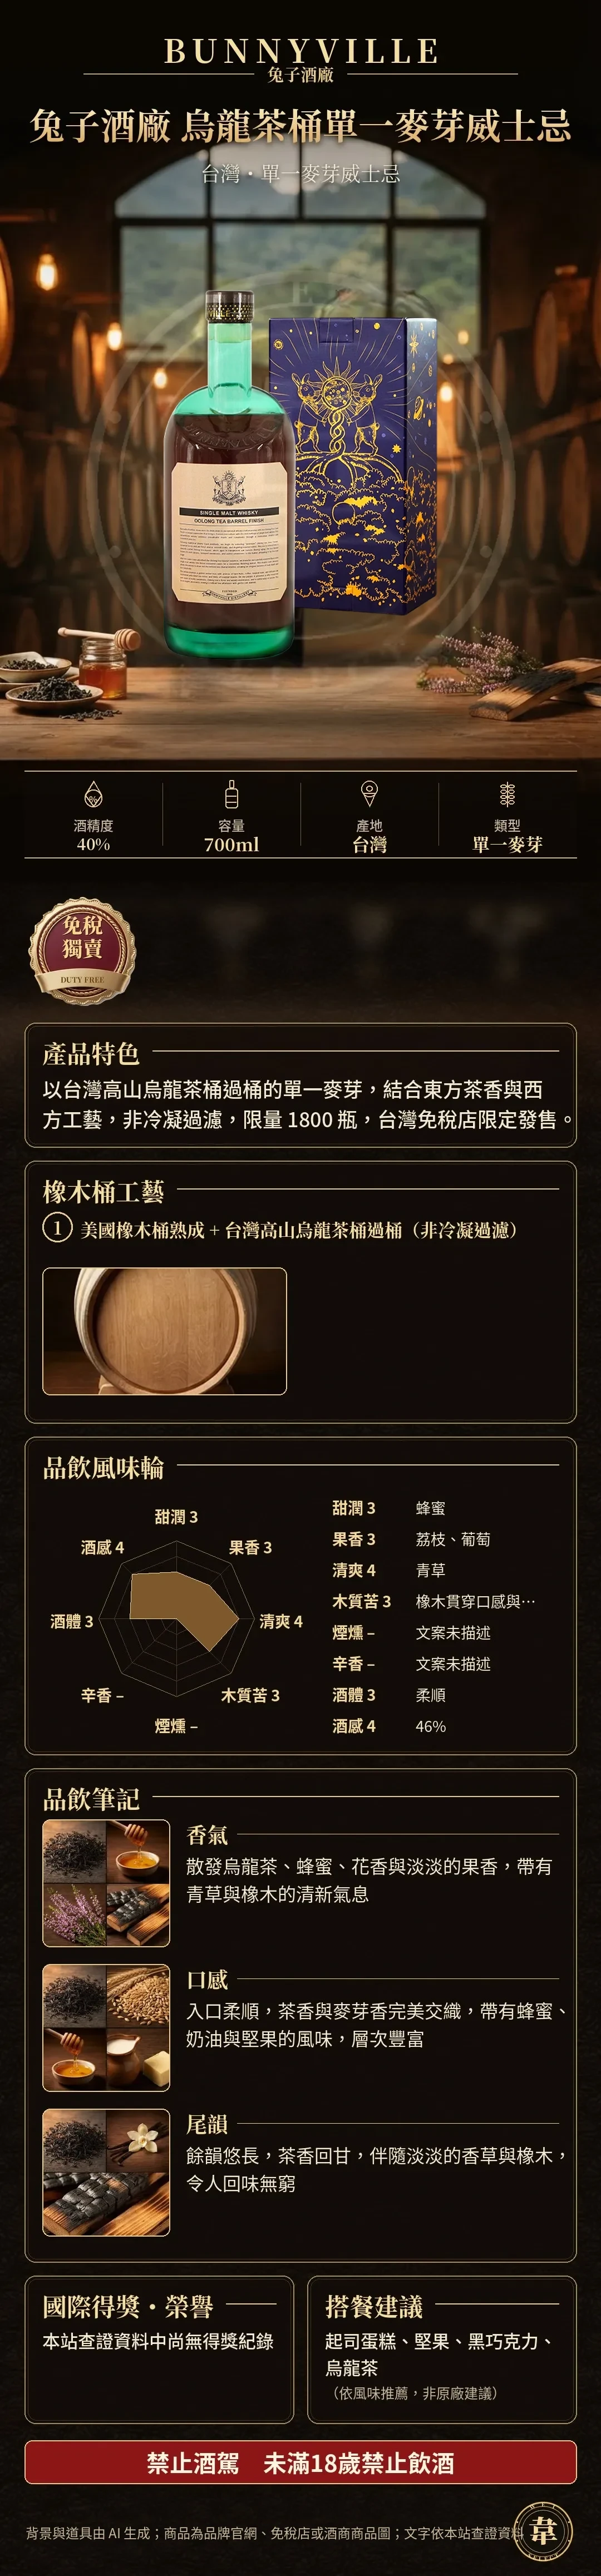 BUNNYVILLE
兔子酒廠
兔子酒廠 烏龍茶桶單一麥芽威士忌
台灣・單一麥芽威士忌
SINGLE MALT WHISKY
OOLONG TEA BARREL FINISH
酒精度
40%
容量
700ml
產地
台灣
類型
單一麥芽
免稅
獨賣
DUTY FREE
產品特色
以台灣高山烏龍茶桶過桶的單一麥芽，結合東方茶香與西
方工藝，非冷凝過濾，限量 1800 瓶，台灣免稅店限定發售。
橡木桶工藝
1 美國橡木桶熟成 + 台灣高山烏龍茶桶過桶（非冷凝過濾）
品飲風味輪
甜潤 3
果香 3
清爽 4
木質苦 3
煙燻 –
辛香 –
酒體 3
酒感 4
甜潤 3 蜂蜜
果香 3 荔枝、葡萄
清爽 4 青草
木質苦 3 橡木貫穿口感與…
煙燻 – 文案未描述
辛香 – 文案未描述
酒體 3 柔順
酒感 4 46%
品飲筆記
香氣
散發烏龍茶、蜂蜜、花香與淡淡的果香，帶有
青草與橡木的清新氣息
口感
入口柔順，茶香與麥芽香完美交織，帶有蜂蜜、
奶油與堅果的風味，層次豐富
尾韻
餘韻悠長，茶香回甘，伴隨淡淡的香草與橡木，
令人回味無窮
國際得獎・榮譽
本站查證資料中尚無得獎紀錄
搭餐建議
起司蛋糕、堅果、黑巧克力、
烏龍茶
（依風味推薦，非原廠建議）
禁止酒駕 未滿18歲禁止飲酒
背景與道具由 AI 生成；商品為品牌官網、免稅店或酒商商品圖；文字依本站查證資料
韋